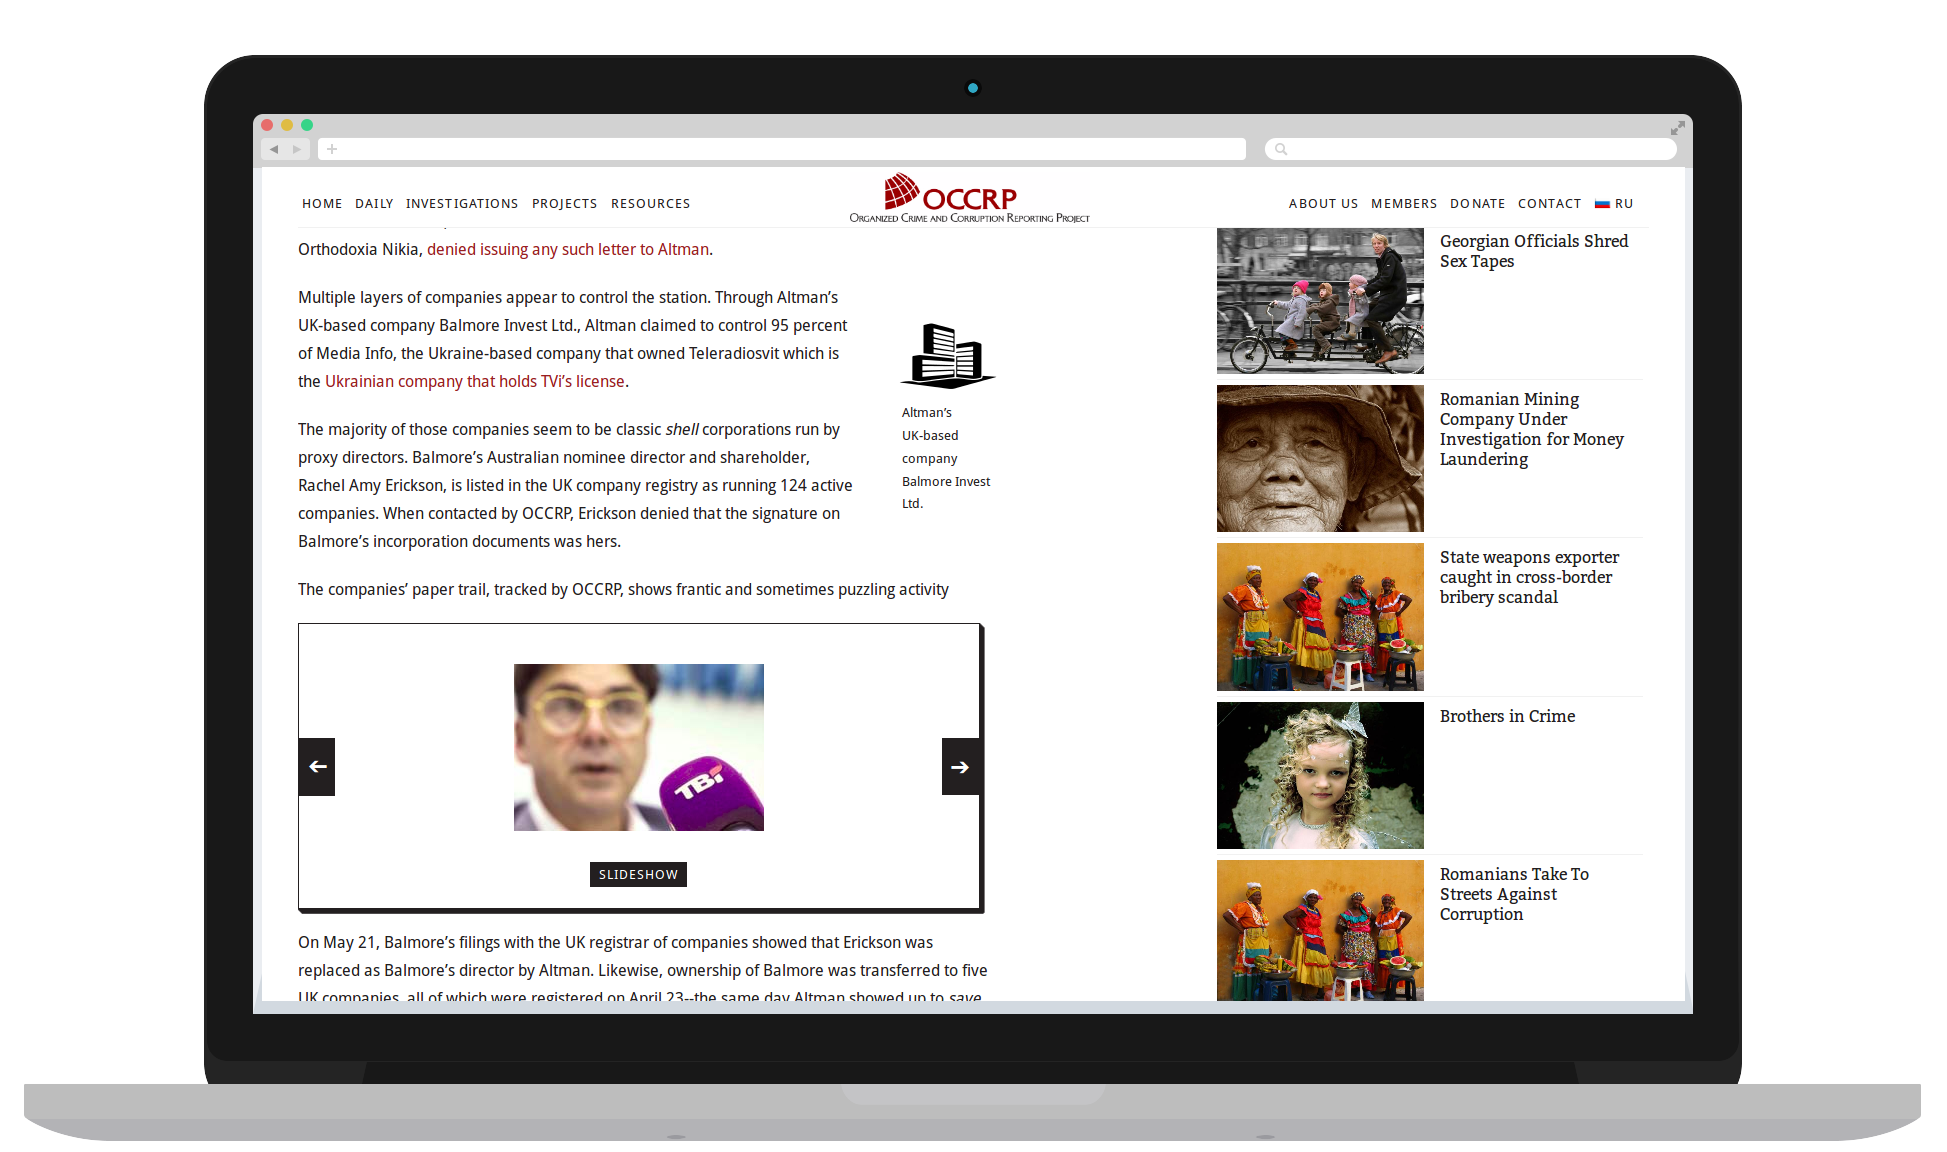 HOME DAILY INVESTIGATIONS PROJECTS RESOURCES
OCCRP
ORGANIZED CRIME AND CORRUPTION REPORTING PROJECT
ABOUT US MEMBERS DONATE CONTACT RU
Orthodoxia Nikia, denied issuing any such letter to Altman.
Multiple layers of companies appear to control the station. Through Altman’s
UK-based company Balmore Invest Ltd., Altman claimed to control 95 percent
of Media Info, the Ukraine-based company that owned Teleradiosvit which is
the Ukrainian company that holds TVi’s license.
The majority of those companies seem to be classic shell corporations run by
proxy directors. Balmore’s Australian nominee director and shareholder,
Rachel Amy Erickson, is listed in the UK company registry as running 124 active
companies. When contacted by OCCRP, Erickson denied that the signature on
Balmore’s incorporation documents was hers.
Altman’s
UK-based
company
Balmore Invest
Ltd.
The companies’ paper trail, tracked by OCCRP, shows frantic and sometimes puzzling activity
TBi
SLIDESHOW
On May 21, Balmore’s filings with the UK registrar of companies showed that Erickson was
replaced as Balmore’s director by Altman. Likewise, ownership of Balmore was transferred to five
UK companies, all of which were registered on April 23--the same day Altman showed up to save
Georgian Officials Shred
Sex Tapes
Romanian Mining
Company Under
Investigation for Money
Laundering
State weapons exporter
caught in cross-border
bribery scandal
Brothers in Crime
Romanians Take To
Streets Against
Corruption